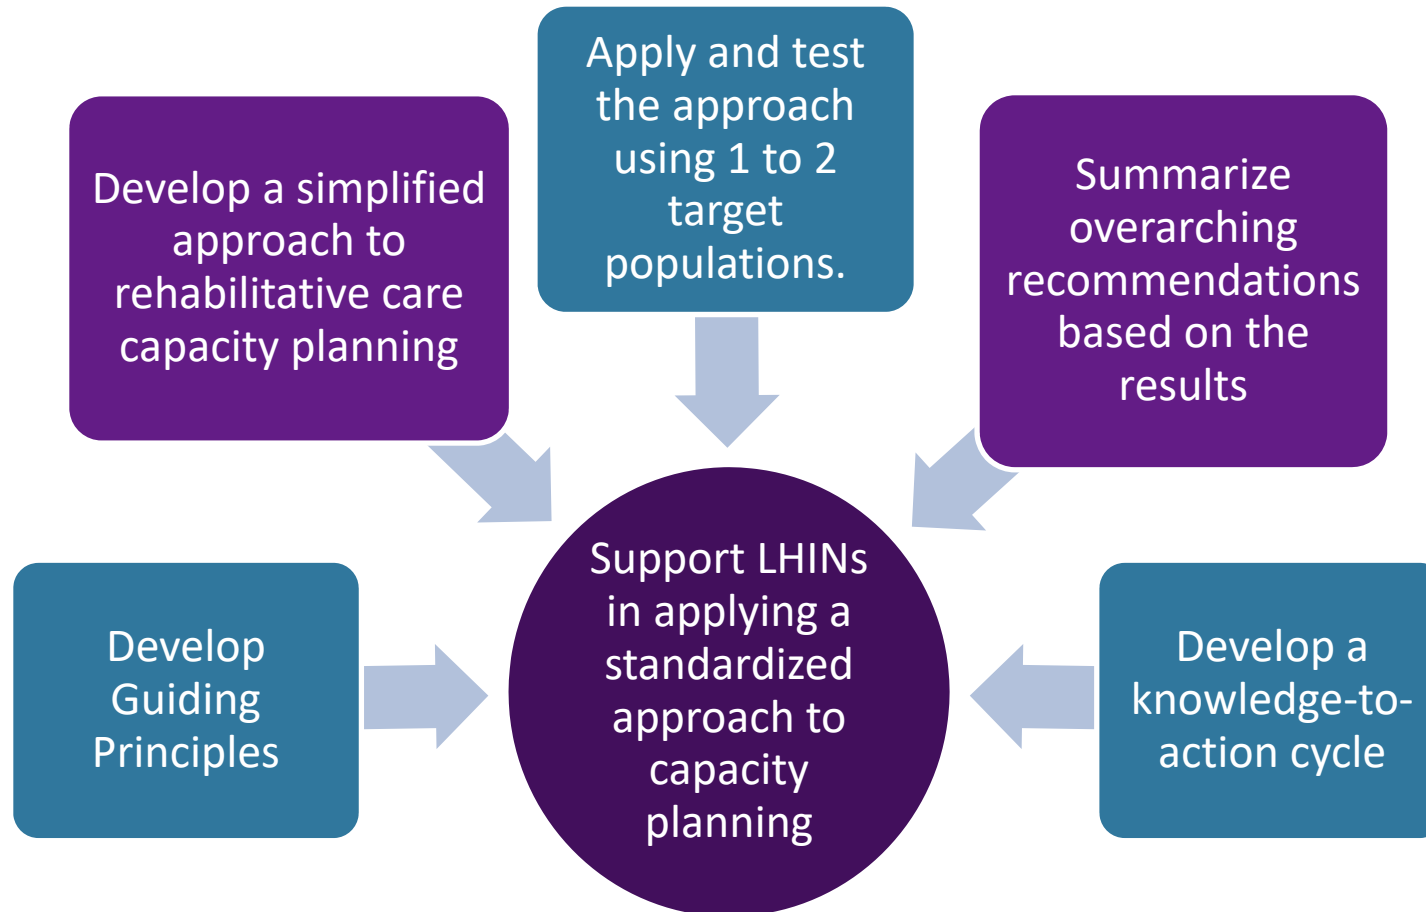 Develop
Guiding
Principles
Develop a simplified
approach to
rehabilitative care
capacity planning
Apply and test
the approach
using 1 to 2
target
populations.
Summarize
overarching
recommendations
based on the
results
Develop a
knowledge-to-
action cycle
Support LHINs
in applying a
standardized
approach to
capacity
planning